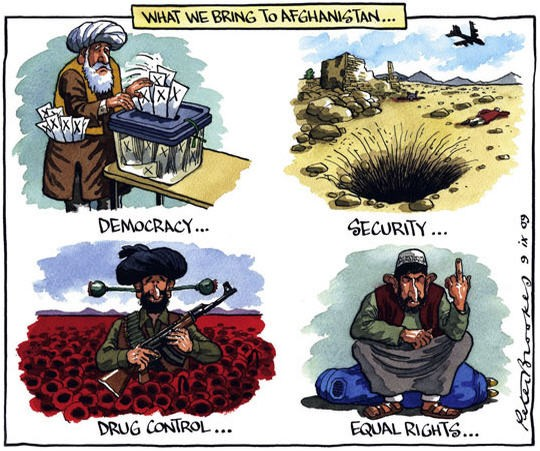 WHAT WE BRING TO AFGHANISTAN...
X
X
X X
X X X
X
DEMOCRACY...
SECURITY...
DRUG CONTROL...
EQUAL RIGHTS...
Peter Brookes 9 ix 09